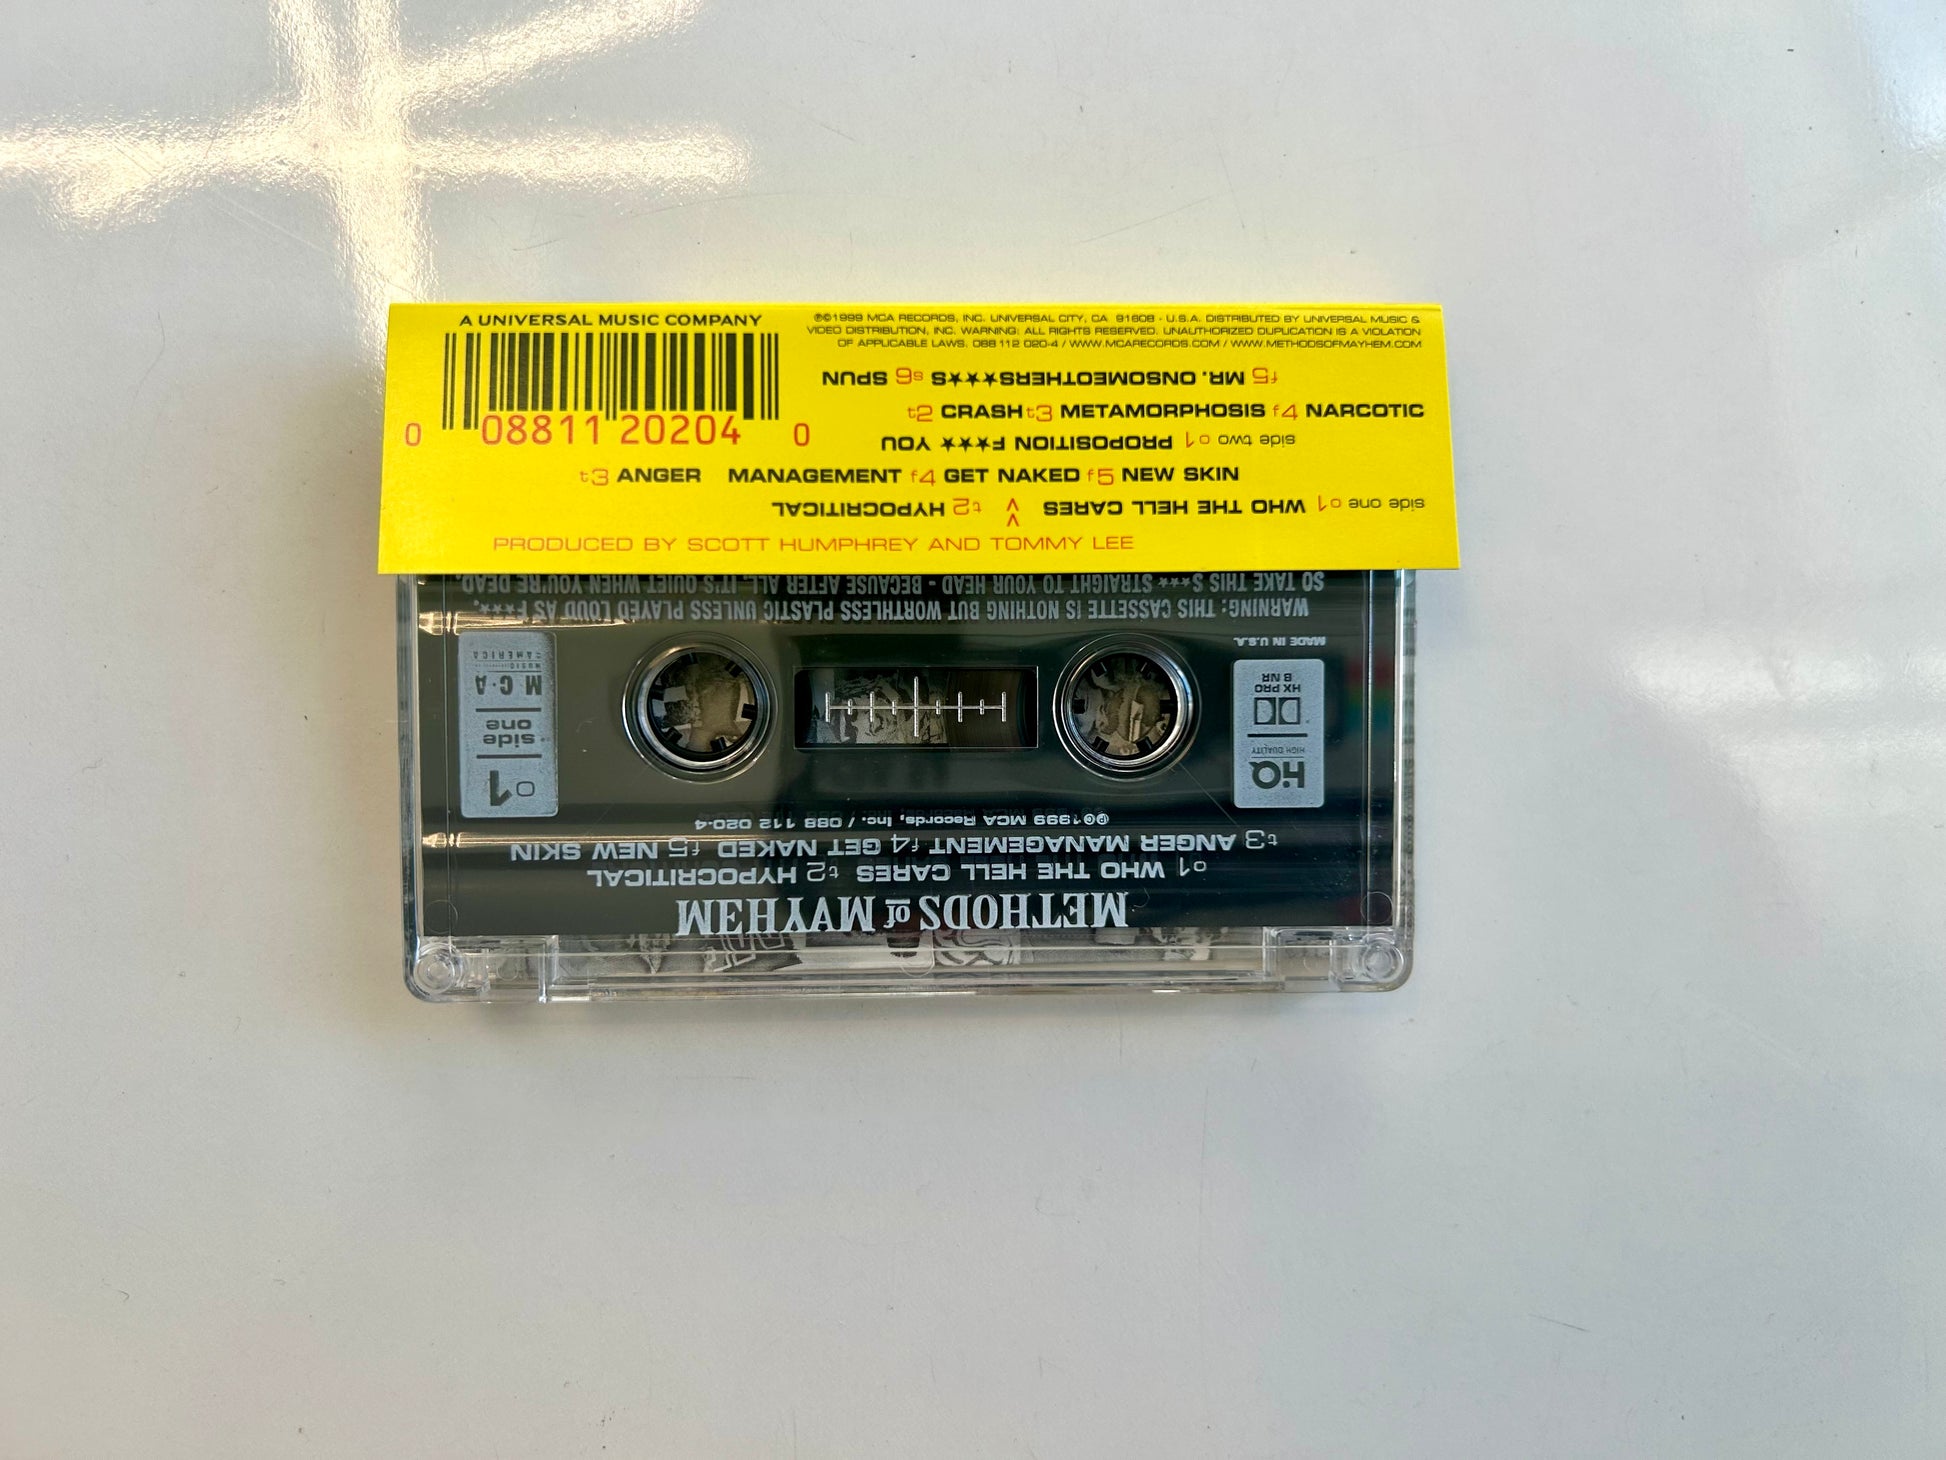 A UNIVERSAL MUSIC COMPANY
0 08811 20204 0
℗©1999 MCA RECORDS, INC. UNIVERSAL CITY, CA 91608 - U.S.A. DISTRIBUTED BY UNIVERSAL MUSIC &
VIDEO DISTRIBUTION, INC. WARNING: ALL RIGHTS RESERVED. UNAUTHORIZED DUPLICATION IS A VIOLATION
OF APPLICABLE LAWS. 088 112 020-4 / WWW.MCARECORDS.COM / WWW.METHODSOFMAYHEM.COM
f5 MR. ONSOMEOTHERS★★★S s6 SPUN
t2 CRASH t3 METAMORPHOSIS f4 NARCOTIC
side two o1 PROPOSITION F★★★ YOU
t3 ANGER MANAGEMENT f4 GET NAKED f5 NEW SKIN
side one o1 WHO THE HELL CARES >> t2 HYPOCRITICAL
PRODUCED BY SCOTT HUMPHREY AND TOMMY LEE
METHODS of MAYHEM
o1 WHO THE HELL CARES t2 HYPOCRITICAL
t3 ANGER MANAGEMENT f4 GET NAKED f5 NEW SKIN
℗©1999 MCA Records, Inc. / 088 112 020-4
HQ
HIGH QUALITY
HX PRO
B NR
o1
side
one
M C A
MUSIC
AMERICA
MADE IN U.S.A.
WARNING: THIS CASSETTE IS NOTHING BUT WORTHLESS PLASTIC UNLESS PLAYED LOUD AS F★★★.
SO TAKE THIS S★★★ STRAIGHT TO YOUR HEAD - BECAUSE AFTER ALL, IT'S QUIET WHEN YOU'RE DEAD.